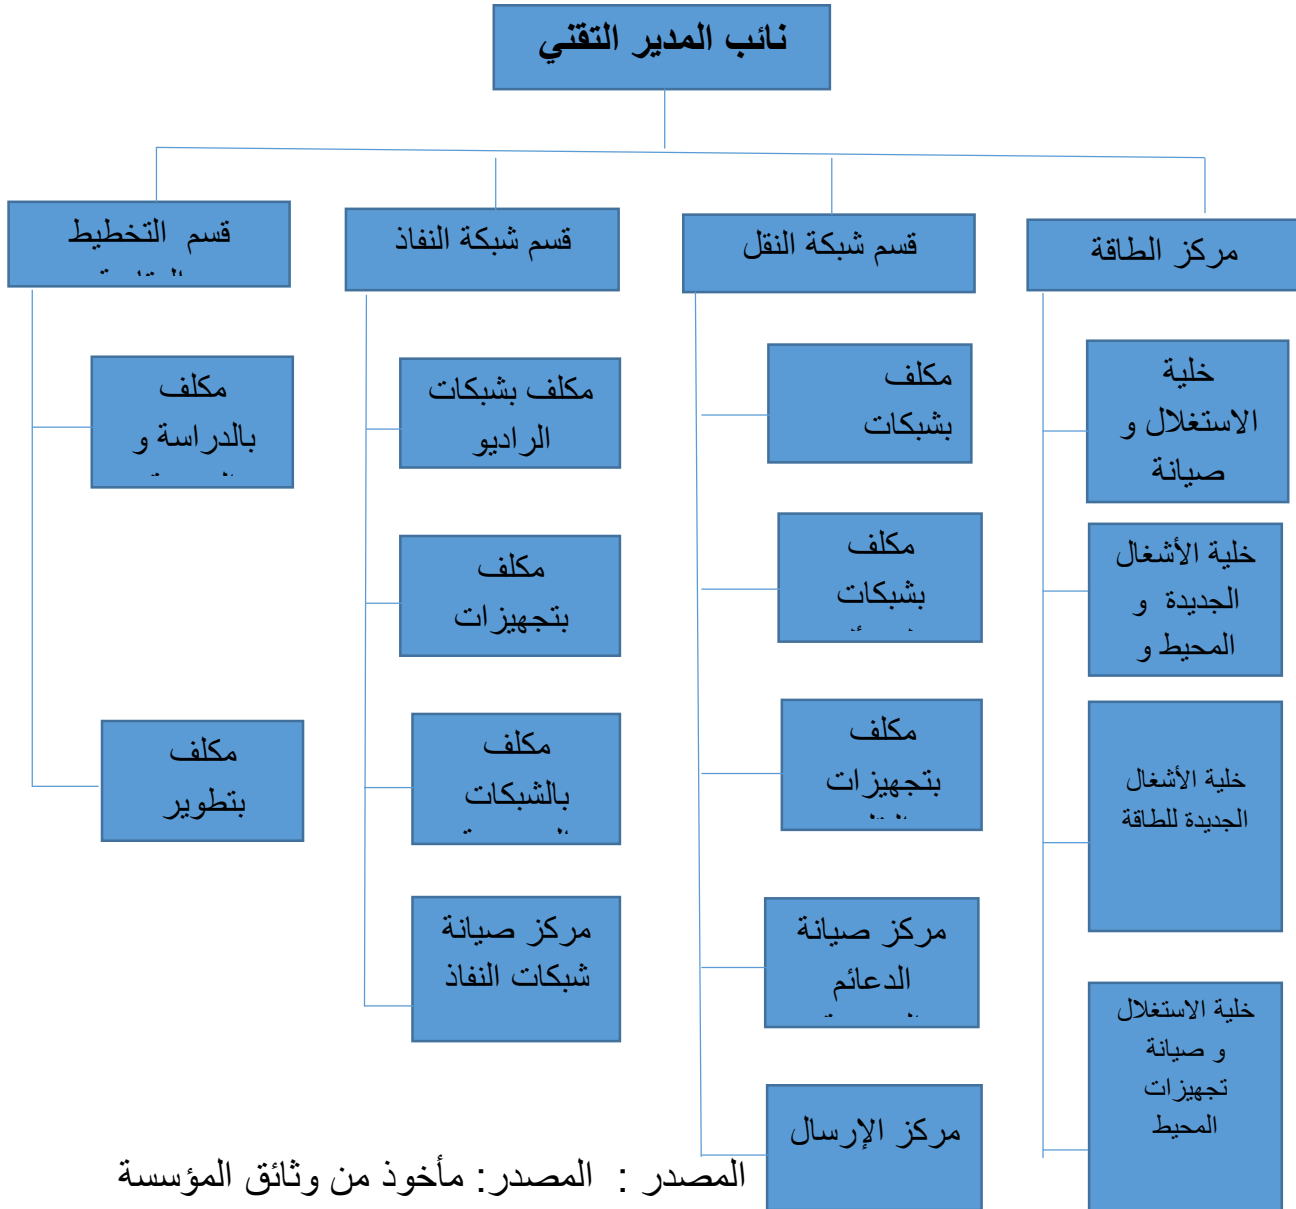 نائب المدير التقني
مركز الطاقة
قسم شبكة النقل
قسم شبكة النفاذ
قسم التخطيط
خلية
الاستغلال و
صيانة
خلية الأشغال
الجديدة و
المحيط و
خلية الأشغال
الجديدة للطاقة
خلية الاستغلال
و صيانة
تجهيزات
المحيط
مكلف
بشبكات
مكلف
بشبكات
مكلف
بتجهيزات
مركز صيانة
الدعائم
مركز الإرسال
مكلف بشبكات
الراديو
مكلف
بتجهيزات
مكلف
بالشبكات
مركز صيانة
شبكات النفاذ
مكلف
بالدراسة و
مكلف
بتطوير
المصدر : المصدر: مأخوذ من وثائق المؤسسة